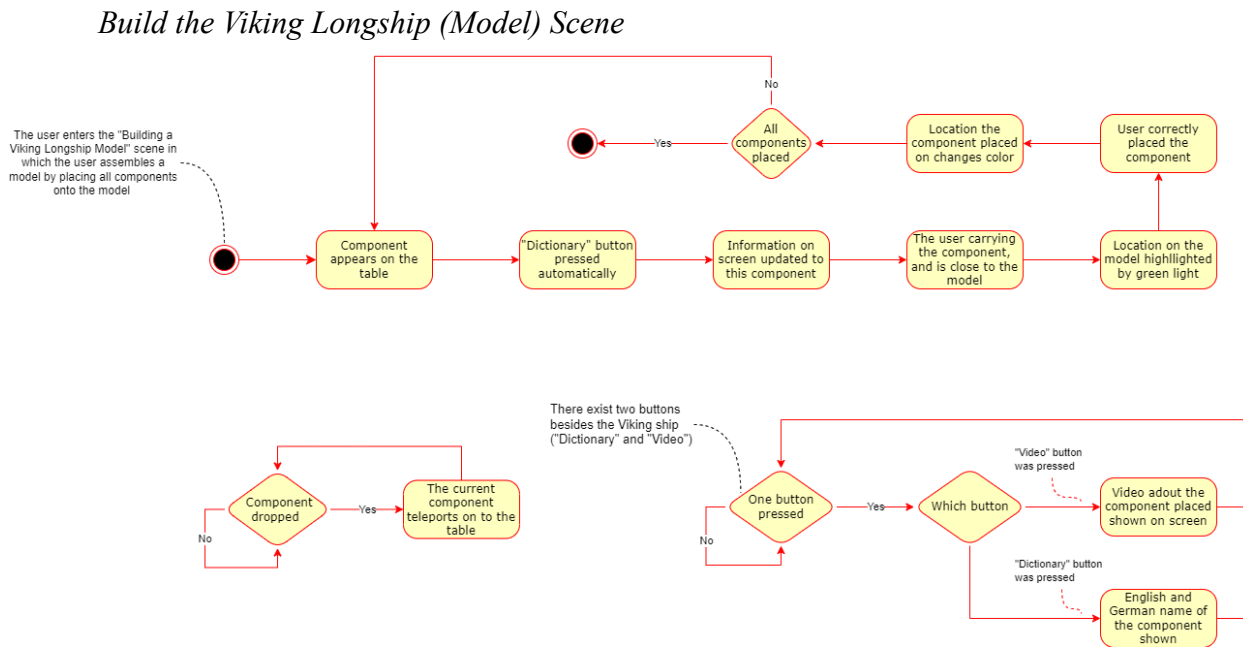 Build the Viking Longship (Model) Scene
No
The user enters the "Building a
Viking Longship Model" scene in
which the user assembles a
model by placing all components
onto the model
Yes
All
components
placed
Location the
component placed
on changes color
User correctly
placed the
component
Component
appears on the
table
"Dictionary" button
pressed
automatically
Information on
screen updated to
this component
The user carrying
the component,
and is close to the
model
Location on the
model highllighted
by green light
There exist two buttons
besides the Viking ship
("Dictionary" and "Video")
Component
dropped
Yes
No
The current
component
teleports on to the
table
One button
pressed
No
Yes
Which button
"Video" button
was pressed
Video adout the
component placed
shown on screen
"Dictionary" button
was pressed
English and
German name of
the component
shown